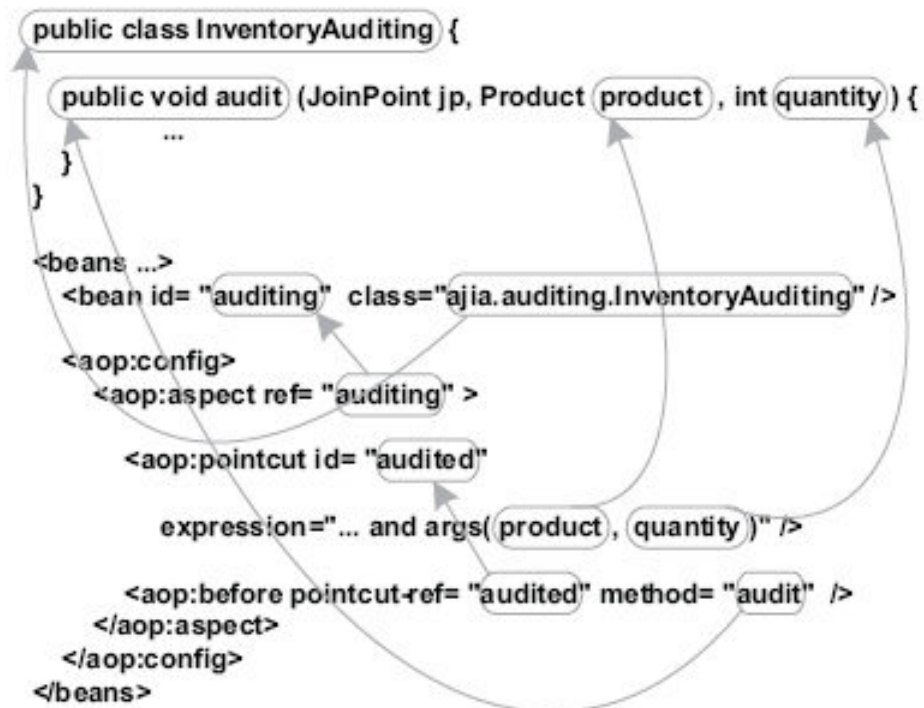 public class InventoryAuditing {
public void audit (JoinPoint jp, Product product , int quantity ) {
...
}
}
<beans ...>
<bean id= "auditing" class="ajia.auditing.InventoryAuditing" />
<aop:config>
<aop:aspect ref= "auditing" >
<aop:pointcut id= "audited"
expression="... and args( product , quantity )" />
<aop:before pointcut-ref= "audited" method= "audit" />
</aop:aspect>
</aop:config>
</beans>